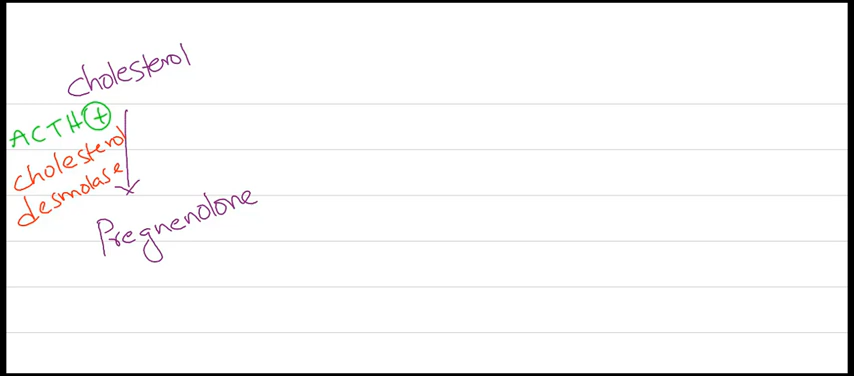 cholesterol
ACTH +
cholesterol
desmolase
Pregnenolone